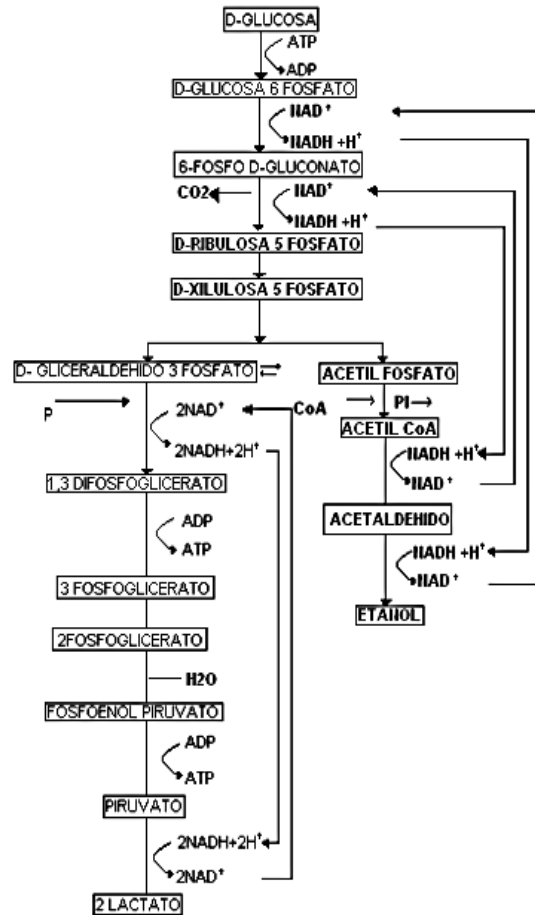 D-GLUCOSA
ATP
ADP
D-GLUCOSA 6 FOSFATO
NAD⁺
NADH +H⁺
6-FOSFO D-GLUCONATO
CO2
NAD⁺
NADH + H⁺
D-RIBULOSA 5 FOSFATO
D-XILULOSA 5 FOSFATO
D- GLICERALDEHIDO 3 FOSFATO
P
2NAD⁺
2NADH+2H⁺
1,3 DIFOSFOGLICERATO
ADP
ATP
3 FOSFOGLICERATO
2FOSFOGLICERATO
H2O
FOSFOENOL PIRUVATO
ADP
ATP
PIRUVATO
2NADH+2H⁺
2NAD⁺
2 LACTATO
ACETIL FOSFATO
CoA
PI
ACETIL CoA
NADH +H⁺
NAD⁺
ACETALDEHIDO
NADH +H⁺
NAD⁺
ETANOL